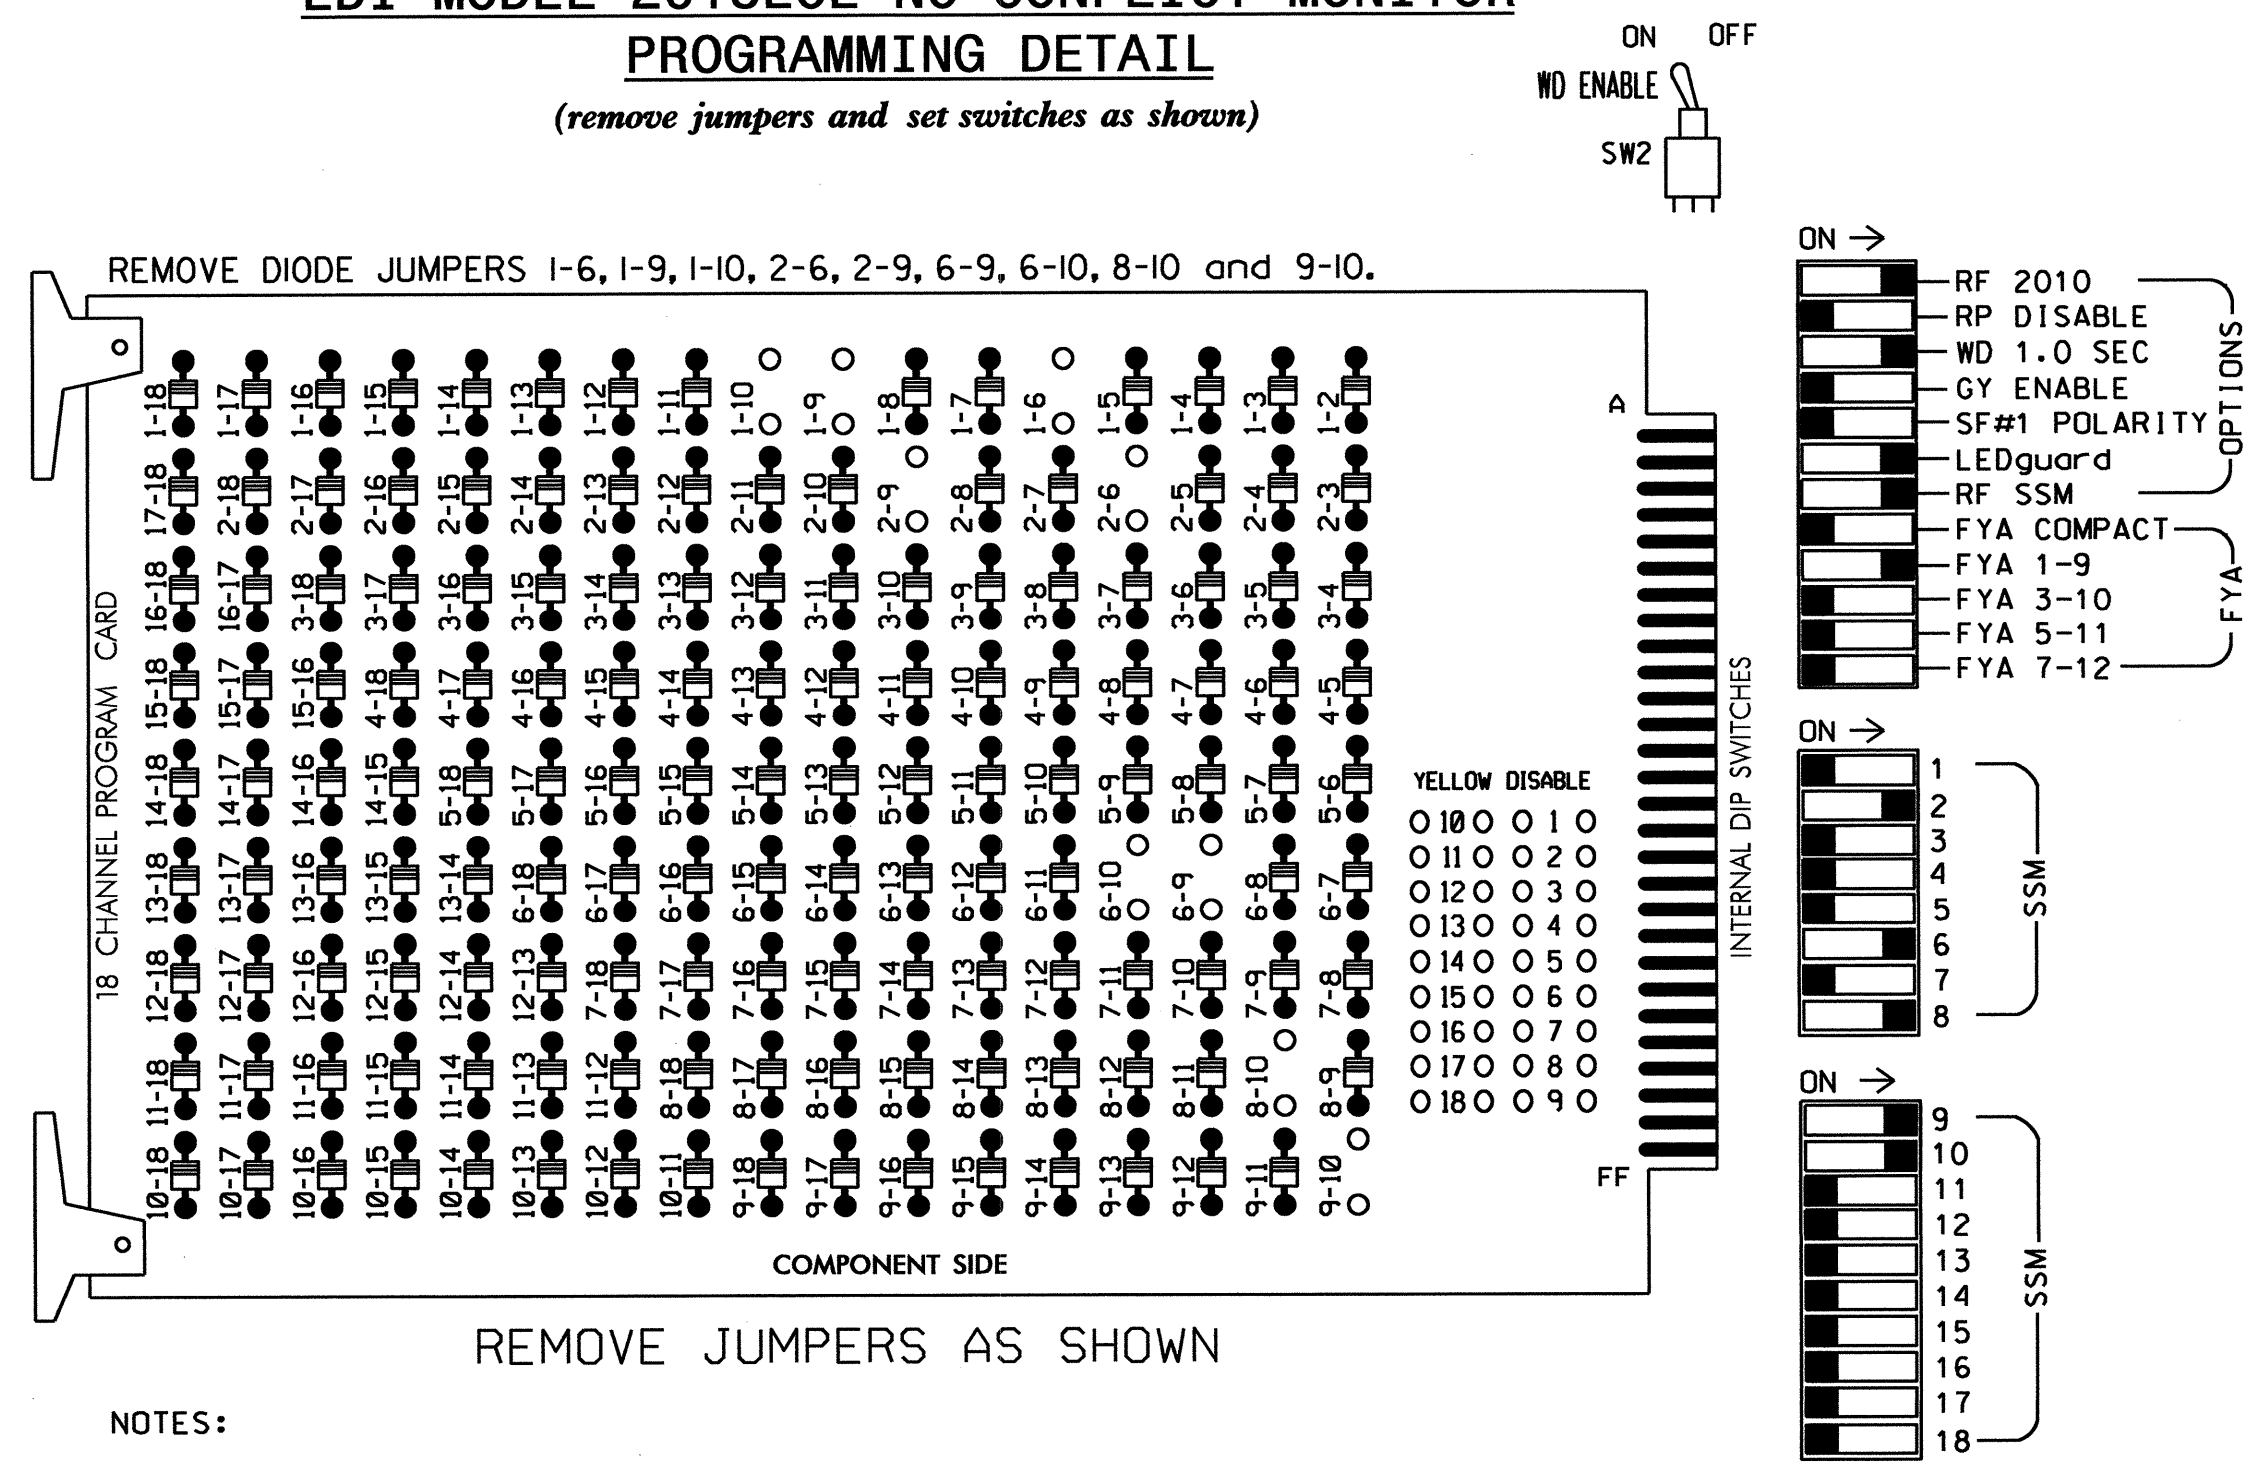 PROGRAMMING DETAIL
(remove jumpers and set switches as shown)
ON OFF
WD ENABLE
SW2
REMOVE DIODE JUMPERS 1-6, 1-9, 1-10, 2-6, 2-9, 6-9, 6-10, 8-10 and 9-10.
18 CHANNEL PROGRAM CARD
1-18 1-17 1-16 1-15 1-14 1-13 1-12 1-11 1-10 1-9 1-8 1-7 1-6 1-5 1-4 1-3 1-2
17-18 2-18 2-17 2-16 2-15 2-14 2-13 2-12 2-11 2-10 2-9 2-8 2-7 2-6 2-5 2-4 2-3
16-18 16-17 3-18 3-17 3-16 3-15 3-14 3-13 3-12 3-11 3-10 3-9 3-8 3-7 3-6 3-5 3-4
15-18 15-17 15-16 4-18 4-17 4-16 4-15 4-14 4-13 4-12 4-11 4-10 4-9 4-8 4-7 4-6 4-5
14-18 14-17 14-16 14-15 5-18 5-17 5-16 5-15 5-14 5-13 5-12 5-11 5-10 5-9 5-8 5-7 5-6
13-18 13-17 13-16 13-15 13-14 6-18 6-17 6-16 6-15 6-14 6-13 6-12 6-11 6-10 6-9 6-8 6-7
12-18 12-17 12-16 12-15 12-14 12-13 7-18 7-17 7-16 7-15 7-14 7-13 7-12 7-11 7-10 7-9 7-8
11-18 11-17 11-16 11-15 11-14 11-13 11-12 8-18 8-17 8-16 8-15 8-14 8-13 8-12 8-11 8-10 8-9
10-18 10-17 10-16 10-15 10-14 10-13 10-12 10-11 9-18 9-17 9-16 9-15 9-14 9-13 9-12 9-11 9-10
COMPONENT SIDE
YELLOW DISABLE
10 1
11 2
12 3
13 4
14 5
15 6
16 7
17 8
18 9
A
FF
INTERNAL DIP SWITCHES
ON
RF 2010
RP DISABLE
WD 1.0 SEC
GY ENABLE
SF#1 POLARITY
LEDguard
RF SSM
OPTIONS
FYA COMPACT
FYA 1-9
FYA 3-10
FYA 5-11
FYA 7-12
FYA
ON
1
2
3
4
5
6
7
8
SSM
ON
9
10
11
12
13
14
15
16
17
18
SSM
REMOVE JUMPERS AS SHOWN
NOTES: